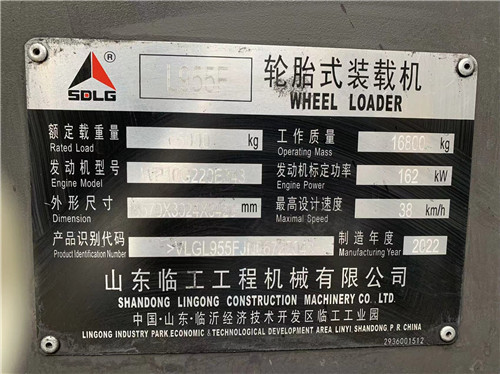 SDLG ® L955F 轮胎式装载机
WHEEL LOADER
额定载重量 kg 工作质量 16800 kg
Rated Load Operating Mass
发动机型号 发动机标定功率 162 kW
Engine Model Engine Power
外形尺寸 mm 最高设计速度 38 km/h
Dimension Maximal Speed
产品识别代码 制造年度 2022
Product Identification Number Manufacturing Year
山东临工工程机械有限公司
SHANDONG LINGONG CONSTRUCTION MACHINERY CO., LTD.
中国·山东·临沂经济技术开发区临工工业园
LINGONG INDUSTRY PARK ECONOMIC & TECHNOLOGICAL DEVELOPMENT AREA LINYI SHANDONG, P. R. CHINA
2936001512